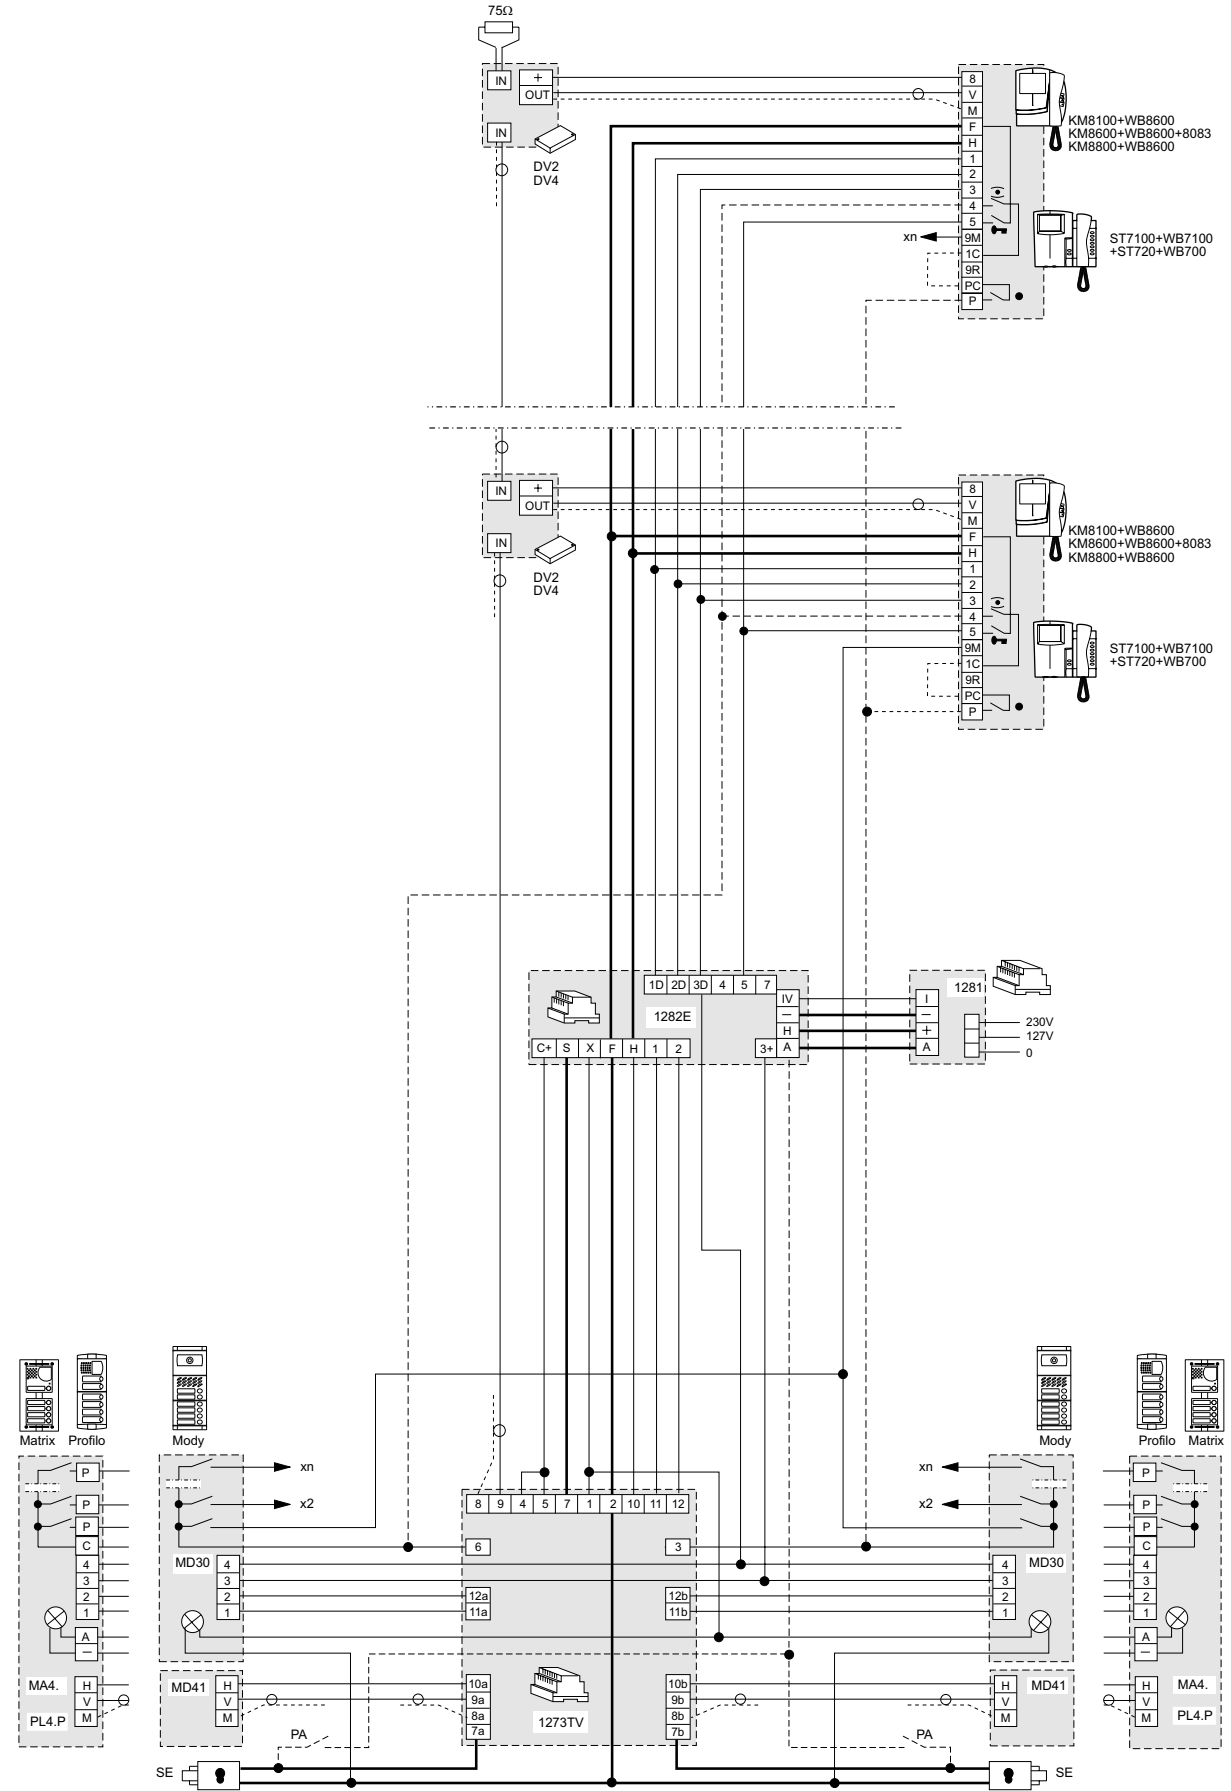 75Ω
IN
+
OUT
IN
DV2
DV4
8
V
M
F
H
1
2
3
4
5
9M
1C
9R
PC
P
xn
KM8100+WB8600
KM8600+WB8600+8083
KM8800+WB8600
ST7100+WB7100
+ST720+WB700
IN
+
OUT
IN
DV2
DV4
8
V
M
F
H
1
2
3
4
5
9M
1C
9R
PC
P
KM8100+WB8600
KM8600+WB8600+8083
KM8800+WB8600
ST7100+WB7100
+ST720+WB700
1D 2D 3D 4 5 7
1282E
IV
–
H
3+ A
C+ S X F H 1 2
1281
I
–
+
A
230V
127V
0
Matrix Profilo
Mody
Mody
Profilo Matrix
P
P
P
C
4
3
2
1
A
–
MA4.
H
V
M
PL4.P
xn
x2
MD30
4
3
2
1
MD41
H
V
M
8 9 4 5 7 1 2 10 11 12
6
3
12a
11a
12b
11b
10a
9a
8a
7a
1273TV
10b
9b
8b
7b
xn
x2
4
3
2
1
MD30
H
V
M
MD41
P
P
P
C
4
3
2
1
A
–
H
V
M
MA4.
PL4.P
PA
PA
SE
SE